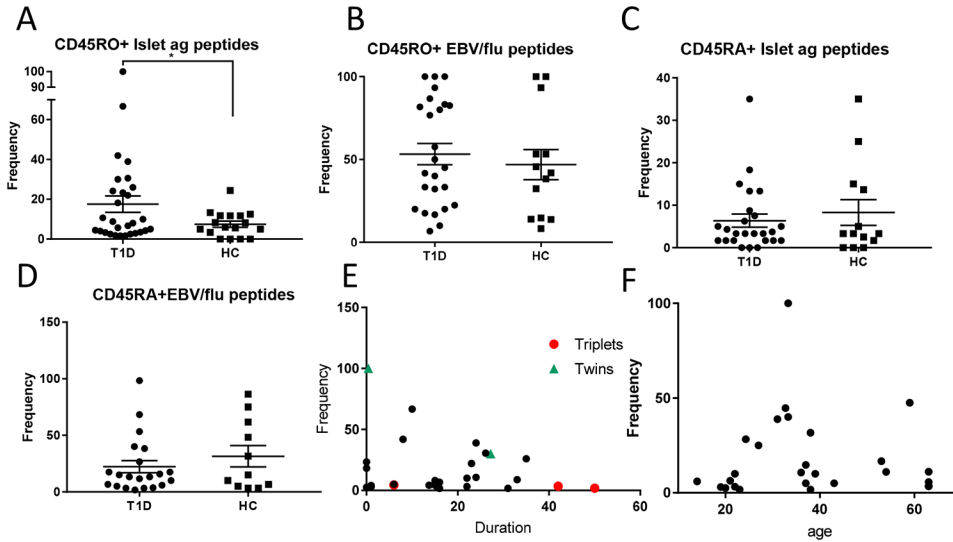 A
CD45RO+ Islet ag peptides
*
100
90
60
40
20
0
Frequency
T1D
HC
B
CD45RO+ EBV/flu peptides
100
50
0
Frequency
T1D
HC
C
CD45RA+ Islet ag peptides
40
30
20
10
0
Frequency
T1D
HC
D
CD45RA+EBV/flu peptides
150
100
50
0
Frequency
T1D
HC
E
150
100
50
0
Frequency
0
20
40
60
Duration
Triplets
Twins
F
100
50
0
Frequency
20
40
60
age